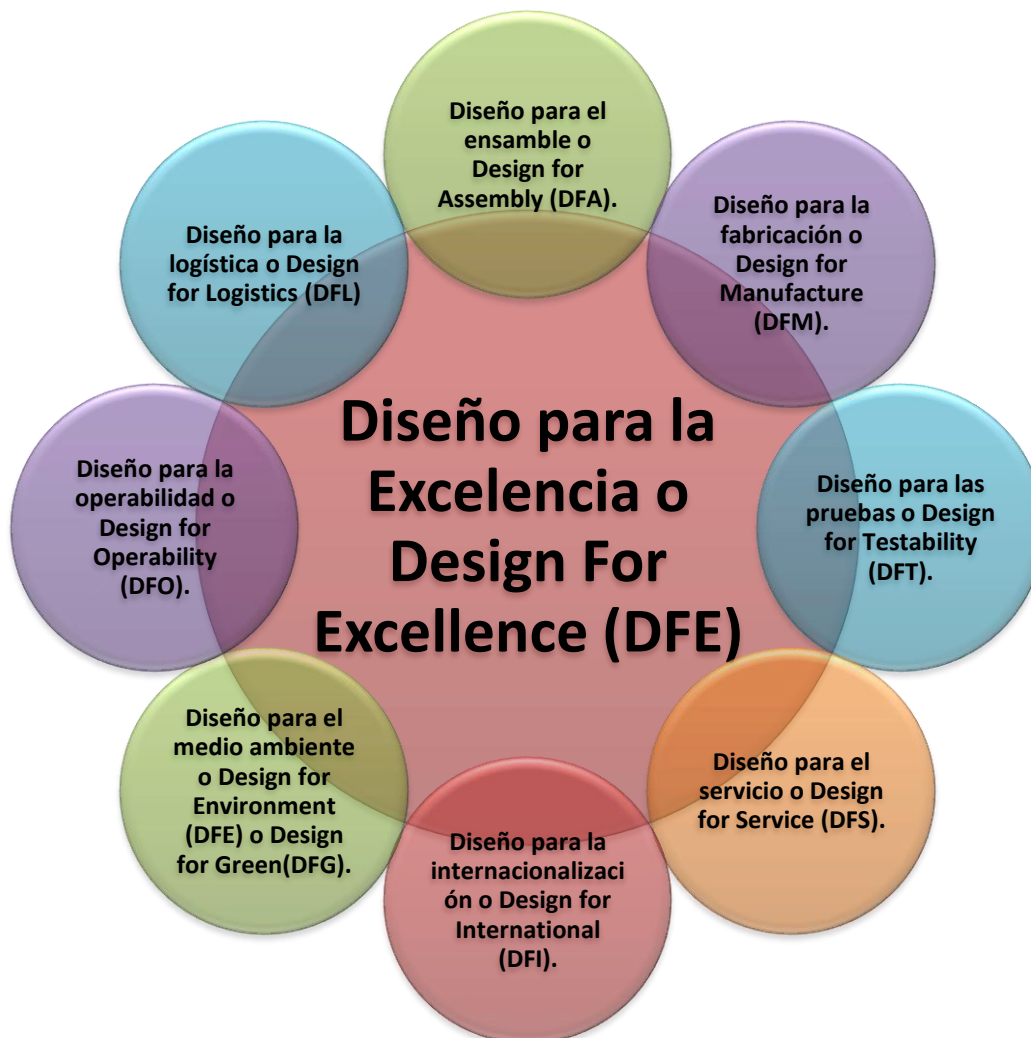 Diseño para el
ensamble o
Design for
Assembly (DFA).
Diseño para la
fabricación o
Design for
Manufacture
(DFM).
Diseño para las
pruebas o Design
for Testability
(DFT).
Diseño para el
servicio o Design
for Service (DFS).
Diseño para la
internacionalizaci
ón o Design for
International
(DFI).
Diseño para el
medio ambiente
o Design for
Environment
(DFE) o Design
for Green(DFG).
Diseño para la
operabilidad o
Design for
Operability
(DFO).
Diseño para la
logística o Design
for Logistics (DFL)
Diseño para la
Excelencia o
Design For
Excellence (DFE)